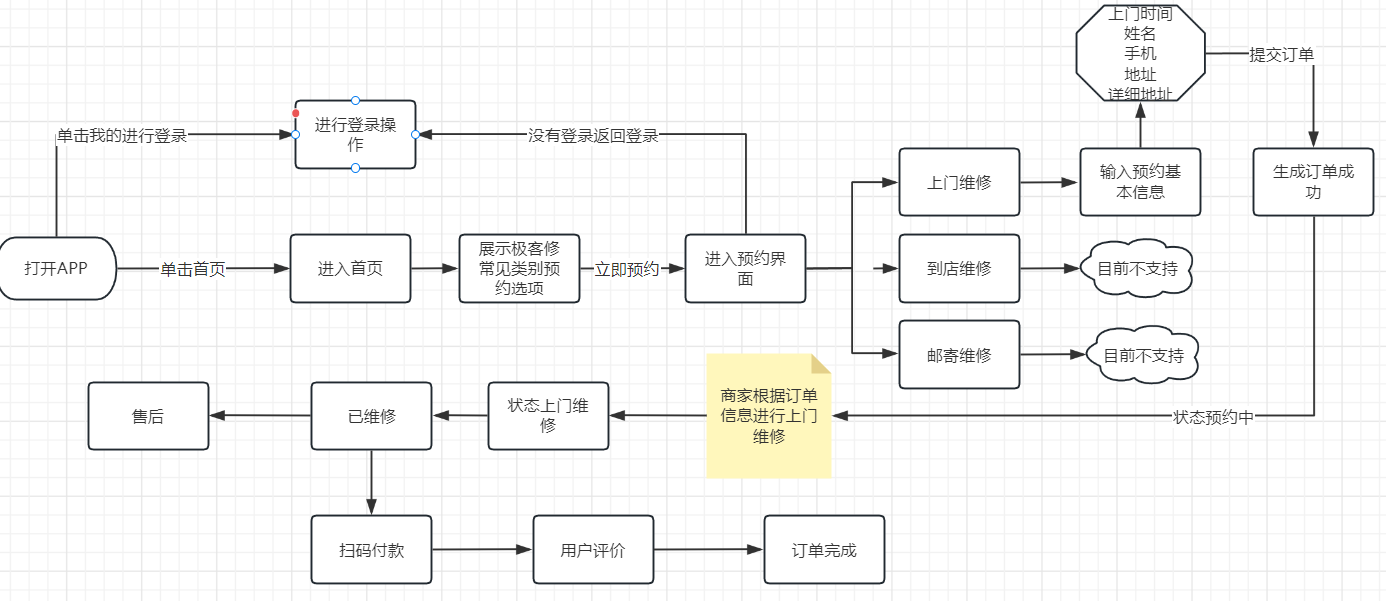 上门时间
姓名
手机
地址
详细地址
提交订单
单击我的进行登录
进行登录操
作
没有登录返回登录
上门维修
输入预约基
本信息
生成订单成
功
打开APP
单击首页
进入首页
展示极客修
常见类别预
约选项
立即预约
进入预约界
面
到店维修
目前不支持
邮寄维修
目前不支持
售后
已维修
状态上门维
修
商家根据订单
信息进行上门
维修
状态预约中
扫码付款
用户评价
订单完成